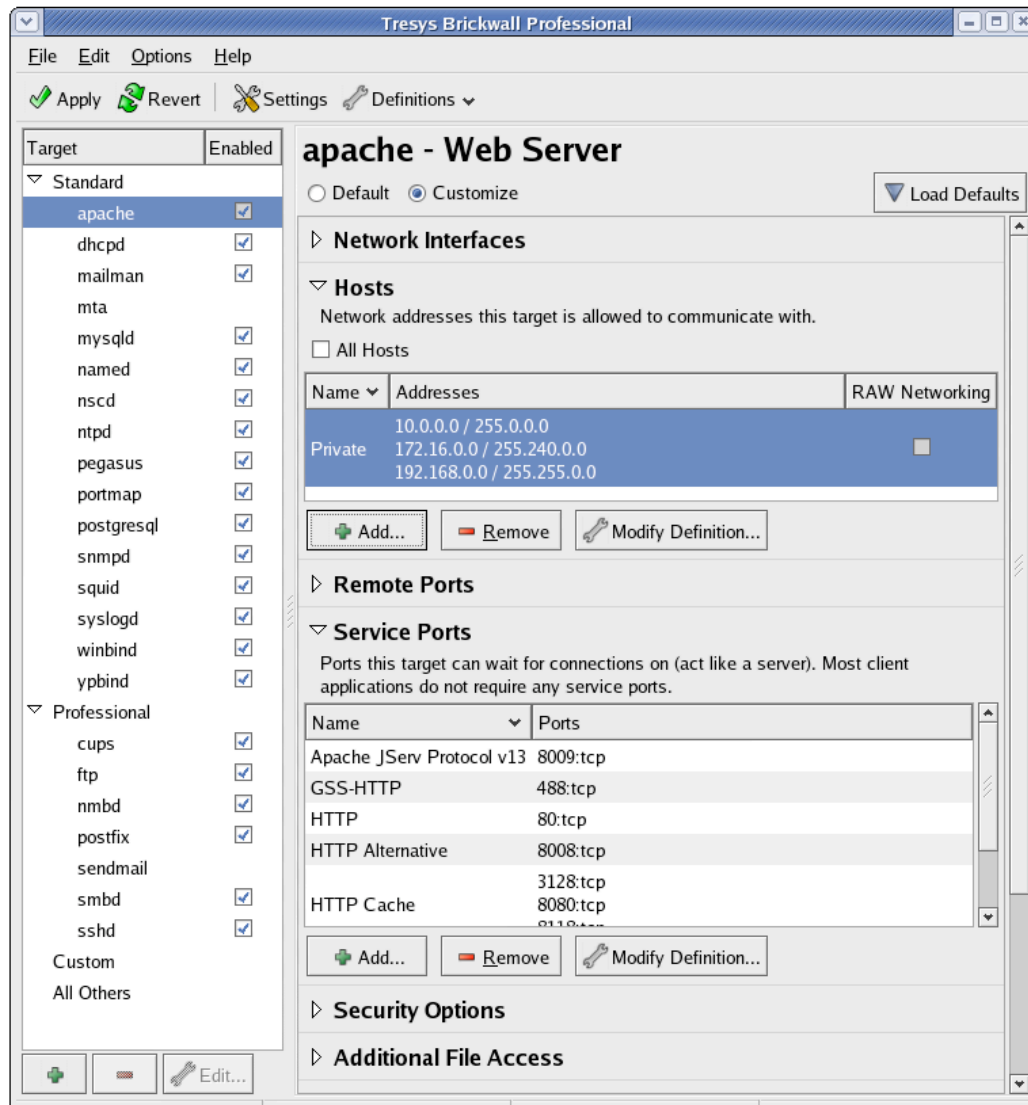 Tresys Brickwall Professional
File Edit Options Help
Apply Revert Settings Definitions
Target Enabled
Standard
apache
dhcpd
mailman
mta
mysqld
named
nscd
ntpd
pegasus
portmap
postgresql
snmpd
squid
syslogd
winbind
ypbind
Professional
cups
ftp
nmbd
postfix
sendmail
smbd
sshd
Custom
All Others
Edit...
apache - Web Server
Default Customize Load Defaults
Network Interfaces
Hosts
Network addresses this target is allowed to communicate with.
All Hosts
Name Addresses RAW Networking
10.0.0.0 / 255.0.0.0
Private 172.16.0.0 / 255.240.0.0
192.168.0.0 / 255.255.0.0
Add... Remove Modify Definition...
Remote Ports
Service Ports
Ports this target can wait for connections on (act like a server). Most client
applications do not require any service ports.
Name Ports
Apache JServ Protocol v13 8009:tcp
GSS-HTTP 488:tcp
HTTP 80:tcp
HTTP Alternative 8008:tcp
3128:tcp
HTTP Cache 8080:tcp
8118:tcp
Add... Remove Modify Definition...
Security Options
Additional File Access